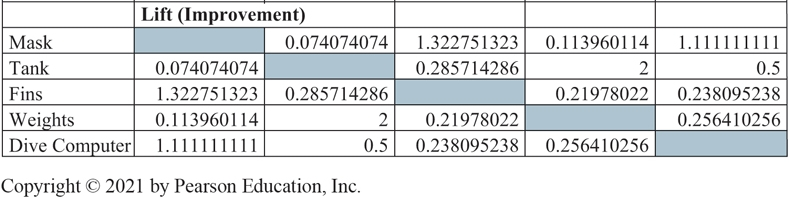 Lift (Improvement)
Mask 0.074074074 1.322751323 0.113960114 1.111111111
Tank 0.074074074 0.285714286 2 0.5
Fins 1.322751323 0.285714286 0.21978022 0.238095238
Weights 0.113960114 2 0.21978022 0.256410256
Dive Computer 1.111111111 0.5 0.238095238 0.256410256
Copyright © 2021 by Pearson Education, Inc.